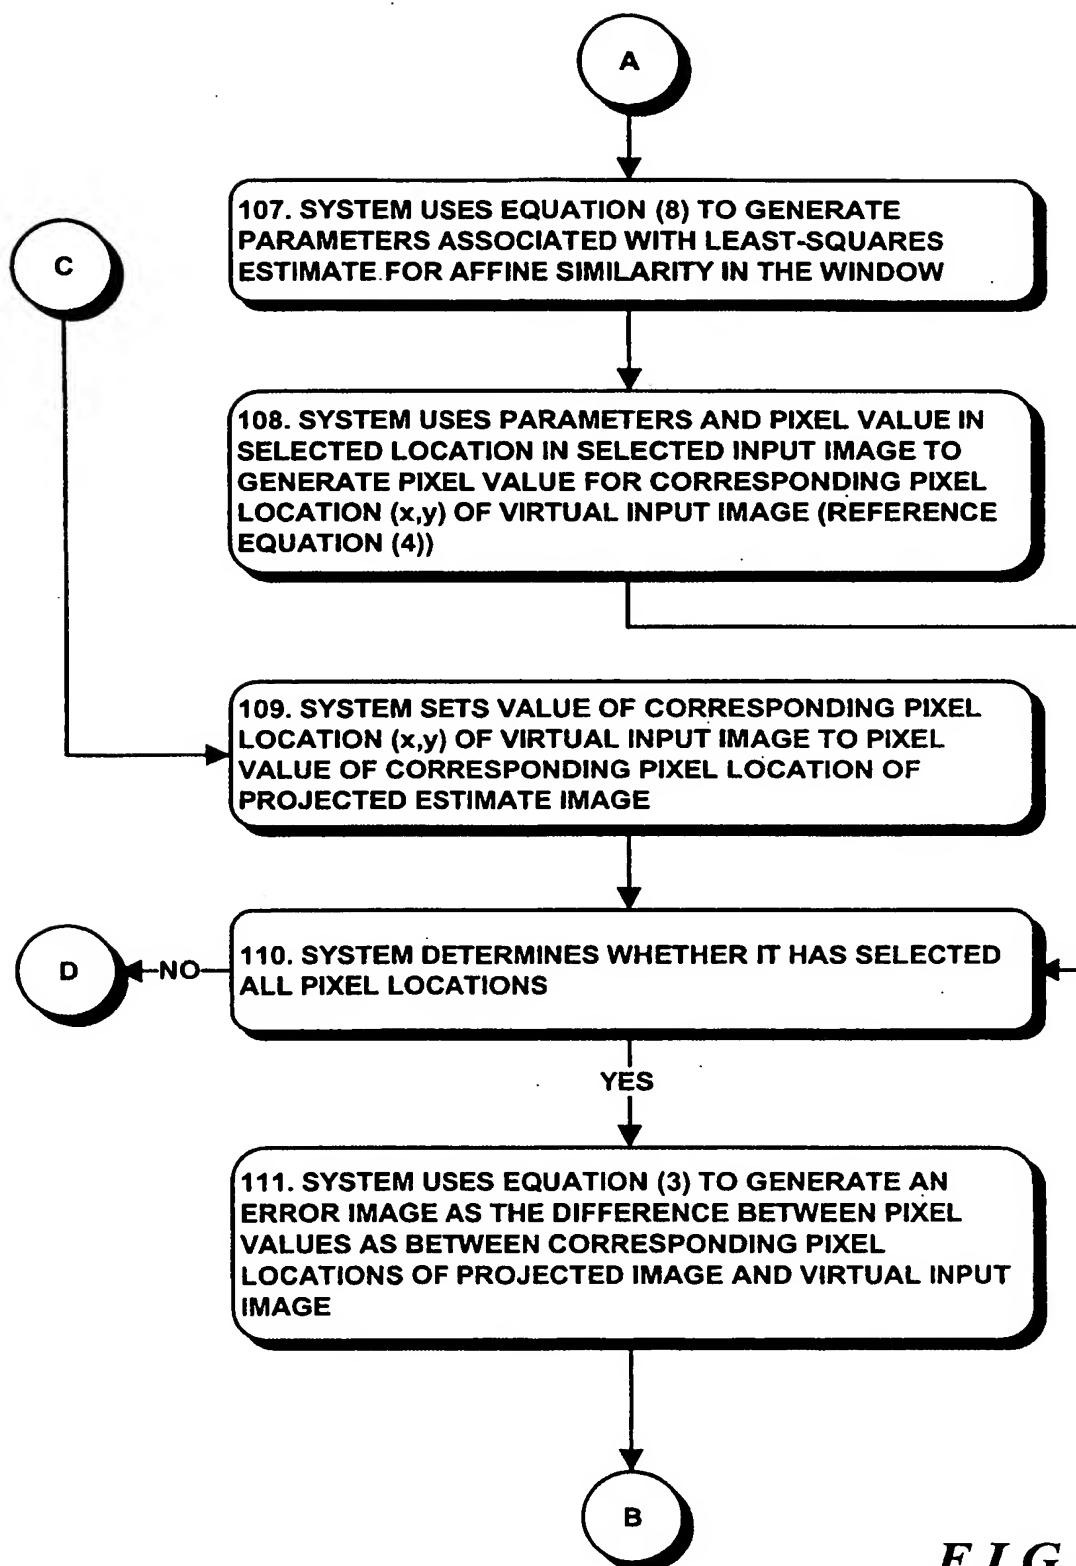 A
107. SYSTEM USES EQUATION (8) TO GENERATE
PARAMETERS ASSOCIATED WITH LEAST-SQUARES
ESTIMATE FOR AFFINE SIMILARITY IN THE WINDOW
C
108. SYSTEM USES PARAMETERS AND PIXEL VALUE IN
SELECTED LOCATION IN SELECTED INPUT IMAGE TO
GENERATE PIXEL VALUE FOR CORRESPONDING PIXEL
LOCATION (x,y) OF VIRTUAL INPUT IMAGE (REFERENCE
EQUATION (4))
109. SYSTEM SETS VALUE OF CORRESPONDING PIXEL
LOCATION (x,y) OF VIRTUAL INPUT IMAGE TO PIXEL
VALUE OF CORRESPONDING PIXEL LOCATION OF
PROJECTED ESTIMATE IMAGE
110. SYSTEM DETERMINES WHETHER IT HAS SELECTED
ALL PIXEL LOCATIONS
D
NO
YES
111. SYSTEM USES EQUATION (3) TO GENERATE AN
ERROR IMAGE AS THE DIFFERENCE BETWEEN PIXEL
VALUES AS BETWEEN CORRESPONDING PIXEL
LOCATIONS OF PROJECTED IMAGE AND VIRTUAL INPUT
IMAGE
B
FIG